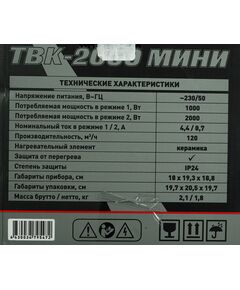 ТВК-2000 МИНИ
ТЕХНИЧЕСКИЕ ХАРАКТЕРИСТИКИ
Напряжение питания, В~ГЦ ~230/50
Потребляемая мощность в режиме 1, Вт 1000
Потребляемая мощность в режиме 2, Вт 2000
Номинальный ток в режиме 1 / 2, А 4,4 / 8,7
Производительность, м³/ч 120
Нагревательный элемент керамика
Защита от перегрева ✓
Степень защиты IP24
Габариты прибора, см 18 x 19,3 x 18,8
Габариты упаковки, см 19,7 x 20,5 x 19,7
Масса брутто / нетто, кг 2,1 / 1,8